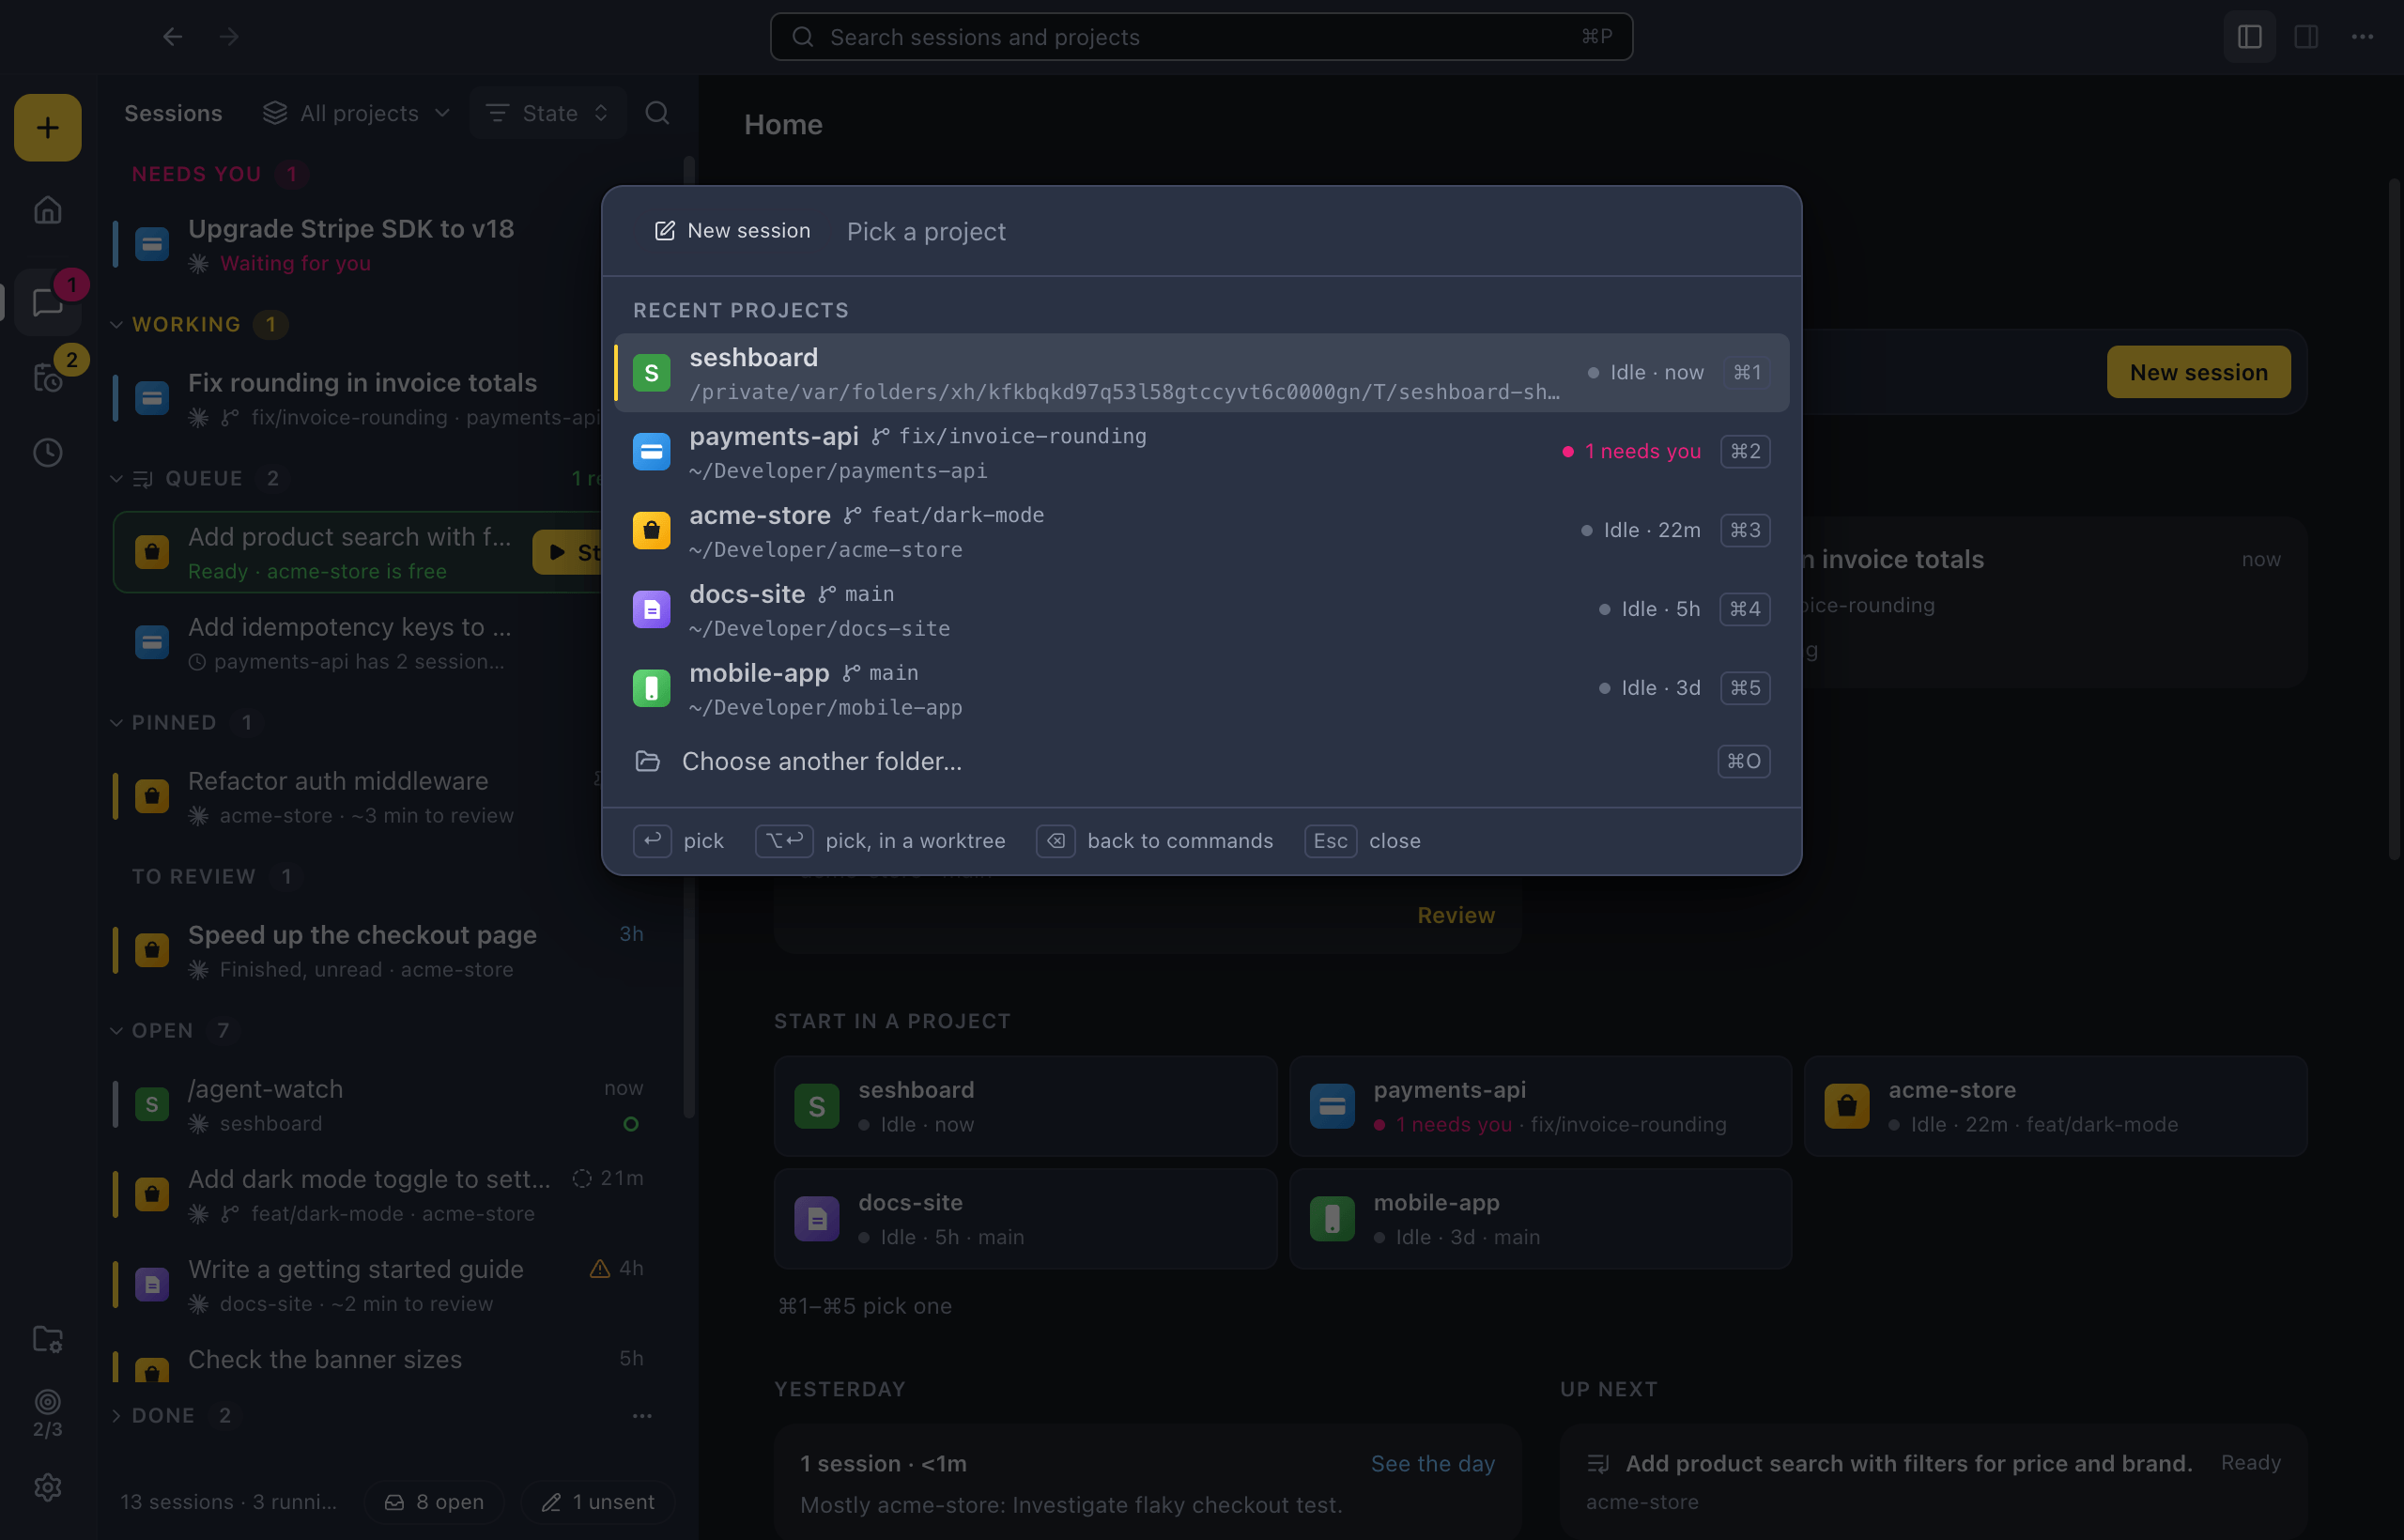 Search sessions and projects ⌘P
Sessions All projects State
Home
NEEDS YOU 1
Upgrade Stripe SDK to v18
Waiting for you
1
WORKING 1
2
Fix rounding in invoice totals
fix/invoice-rounding · payments-api
QUEUE 2
Add product search with f...
Ready · acme-store is free
Add idempotency keys to ...
payments-api has 2 session...
PINNED 1
Refactor auth middleware
acme-store · ~3 min to review
TO REVIEW 1
Speed up the checkout page 3h
Finished, unread · acme-store
OPEN 7
S /agent-watch now
seshboard
Add dark mode toggle to sett... 21m
feat/dark-mode · acme-store
Write a getting started guide 4h
docs-site · ~2 min to review
Check the banner sizes 5h
2/3
DONE 2
13 sessions · 3 runni... 8 open 1 unsent
New session Pick a project
RECENT PROJECTS
S seshboard
/private/var/folders/xh/kfkbqkd97q53l58gtccyvt6c0000gn/T/seshboard-sh… Idle · now ⌘1
payments-api fix/invoice-rounding
~/Developer/payments-api 1 needs you ⌘2
acme-store feat/dark-mode
~/Developer/acme-store Idle · 22m ⌘3
docs-site main
~/Developer/docs-site Idle · 5h ⌘4
mobile-app main
~/Developer/mobile-app Idle · 3d ⌘5
Choose another folder... ⌘O
pick ⌥ pick, in a worktree back to commands Esc close
New session
invoice totals now
g
Review
START IN A PROJECT
S seshboard
Idle · now
payments-api
1 needs you · fix/invoice-rounding
acme-store
Idle · 22m · feat/dark-mode
docs-site
Idle · 5h · main
mobile-app
Idle · 3d · main
⌘1–⌘5 pick one
YESTERDAY
1 session · <1m See the day
Mostly acme-store: Investigate flaky checkout test.
UP NEXT
Add product search with filters for price and brand. Ready
acme-store